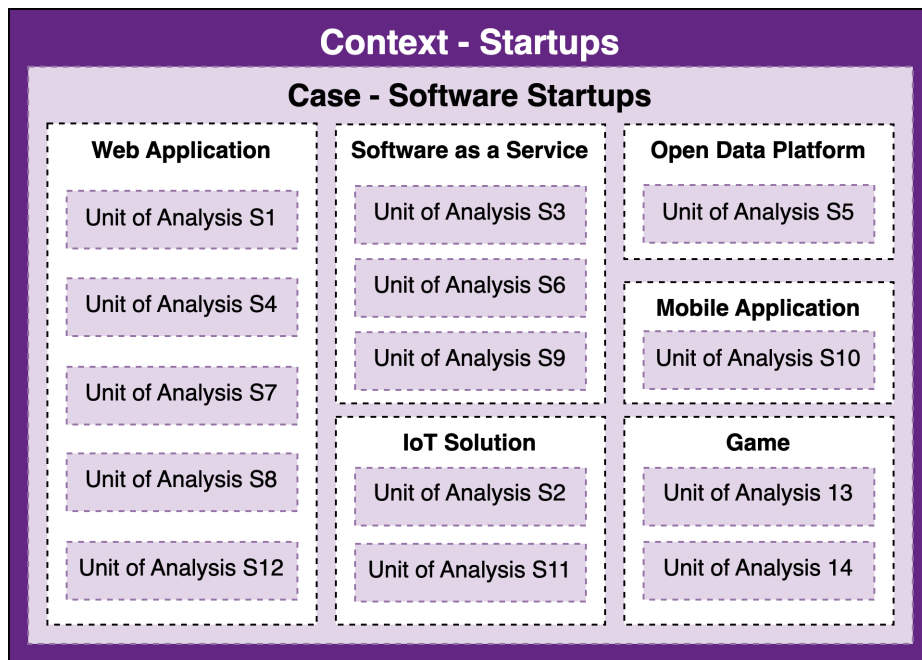 Context - Startups
Case - Software Startups
Web Application
Unit of Analysis S1
Unit of Analysis S4
Unit of Analysis S7
Unit of Analysis S8
Unit of Analysis S12
Software as a Service
Unit of Analysis S3
Unit of Analysis S6
Unit of Analysis S9
IoT Solution
Unit of Analysis S2
Unit of Analysis S11
Open Data Platform
Unit of Analysis S5
Mobile Application
Unit of Analysis S10
Game
Unit of Analysis 13
Unit of Analysis 14